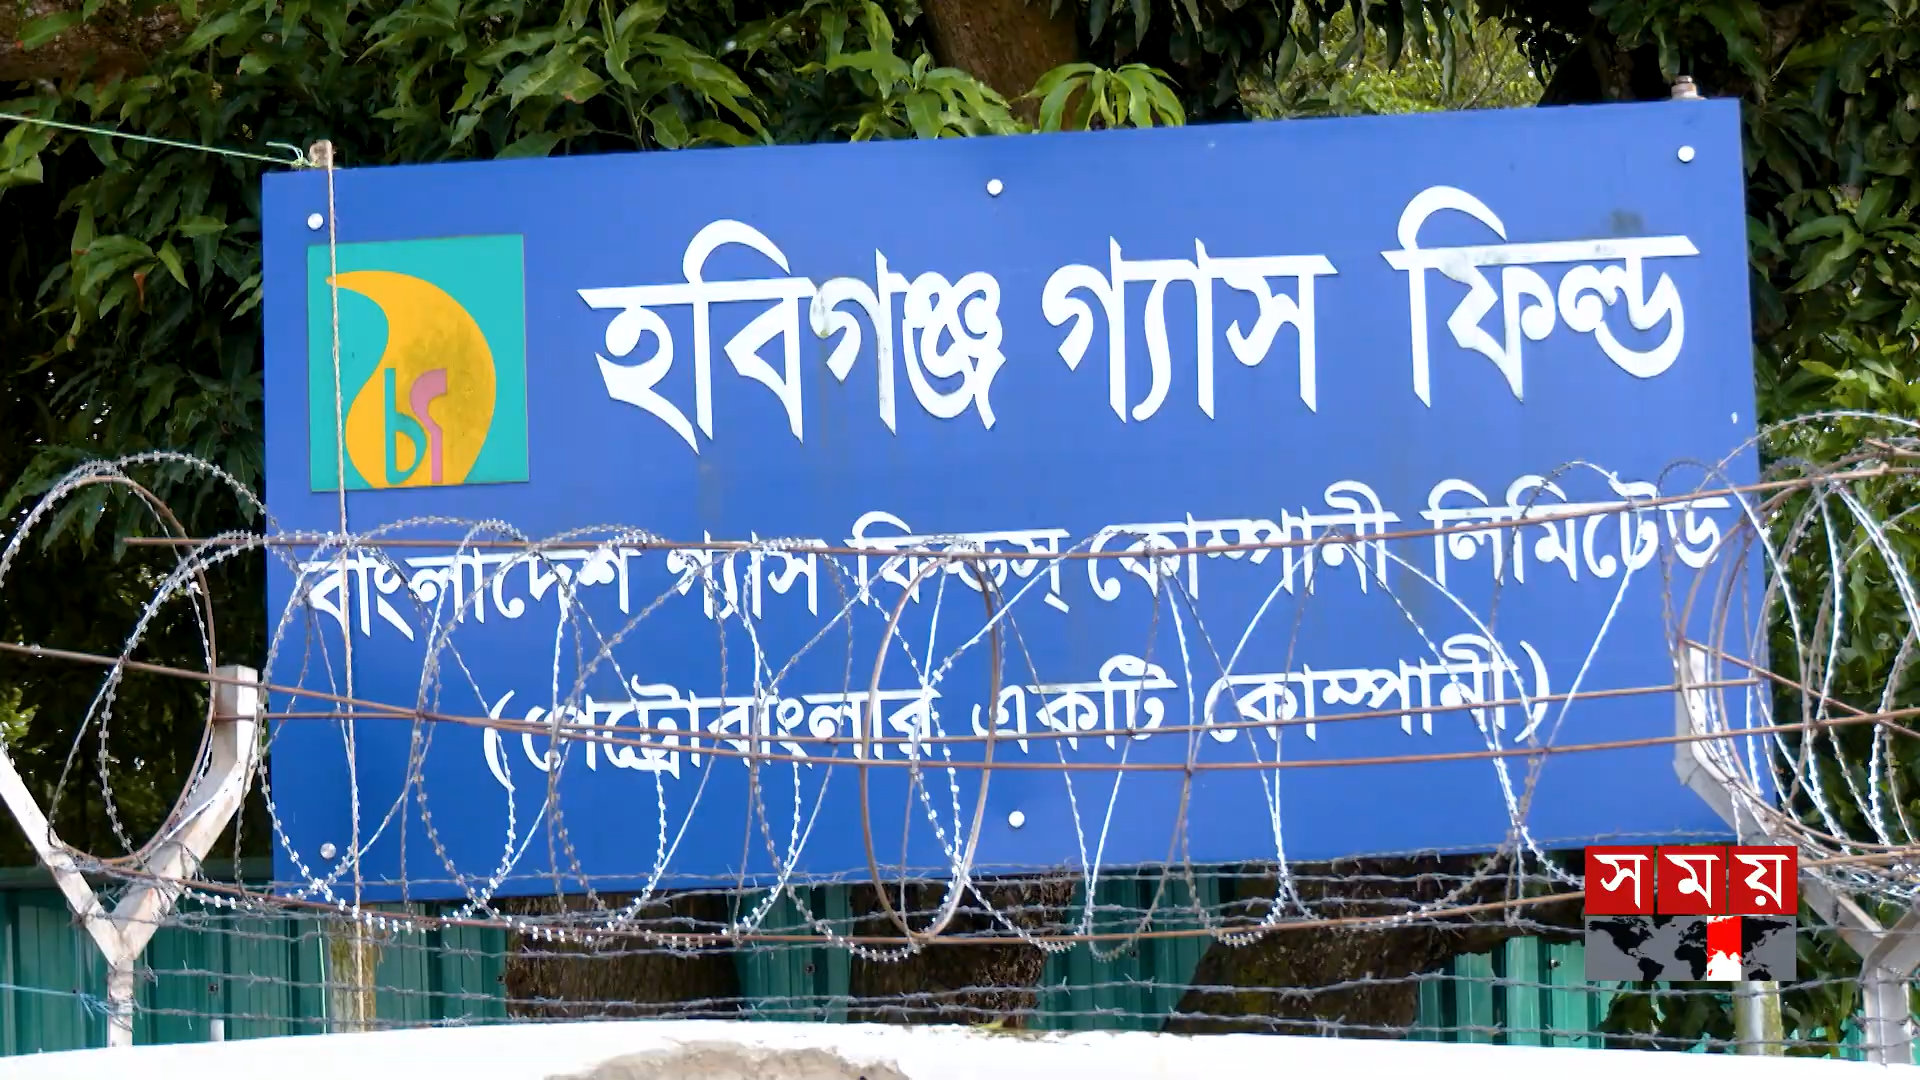 হবিগঞ্জ গ্যাস ফিল্ড
বাংলাদেশ গ্যাস ফিল্ডস্ কোম্পানী লিমিটেড
(পেট্রোবাংলার একটি কোম্পানী)
সময়